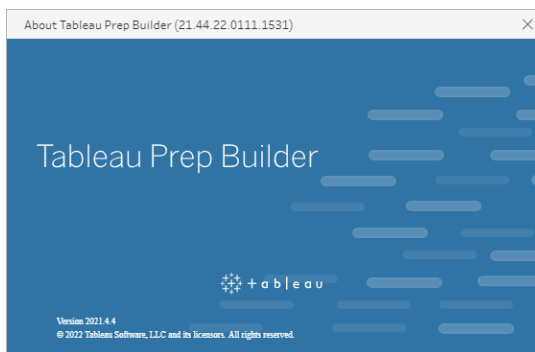 About Tableau Prep Builder (21.44.22.0111.1531)
Tableau Prep Builder
+ableau
Version 2021.4.4
© 2022 Tableau Software, LLC and its licensors. All rights reserved.